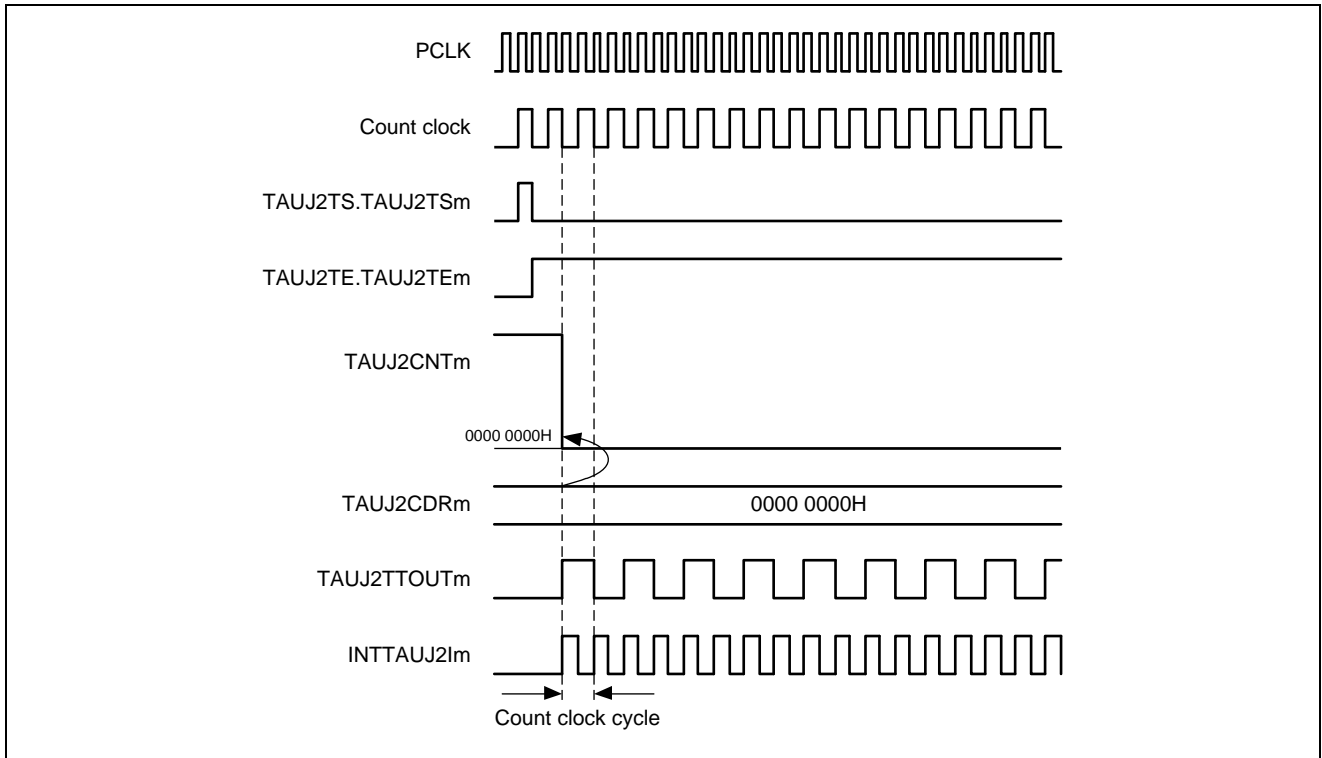 PCLK
Count clock
TAUJ2TS.TAUJ2TSm
TAUJ2TE.TAUJ2TEm
TAUJ2CNTm
0000 0000H
TAUJ2CDRm
0000 0000H
TAUJ2TTOUTm
INTTAUJ2Im
Count clock cycle